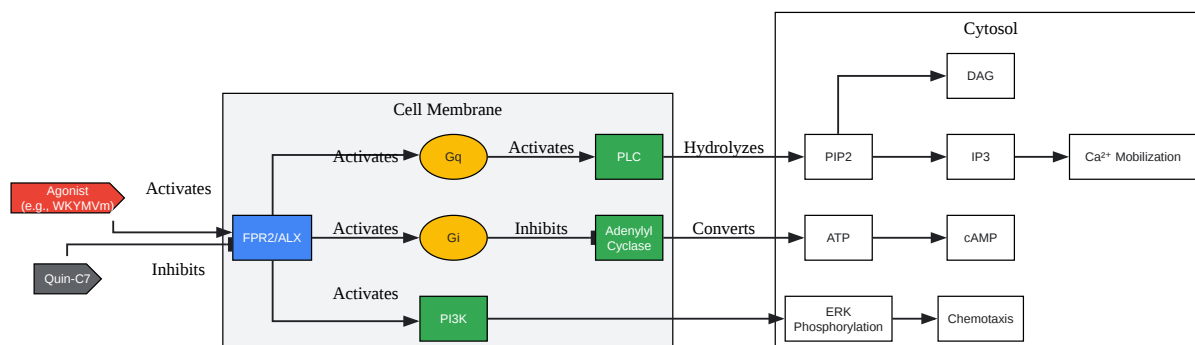 Cytosol
DAG
Cell Membrane
Activates
Gq
Activates
PLC
Hydrolyzes
PIP2
IP3
Ca²⁺ Mobilization
Agonist
(e.g., WKYMVm)
Activates
FPR2/ALX
Activates
Gi
Inhibits
Adenylyl
Cyclase
Converts
ATP
cAMP
Quin-C7
Inhibits
Activates
PI3K
ERK
Phosphorylation
Chemotaxis